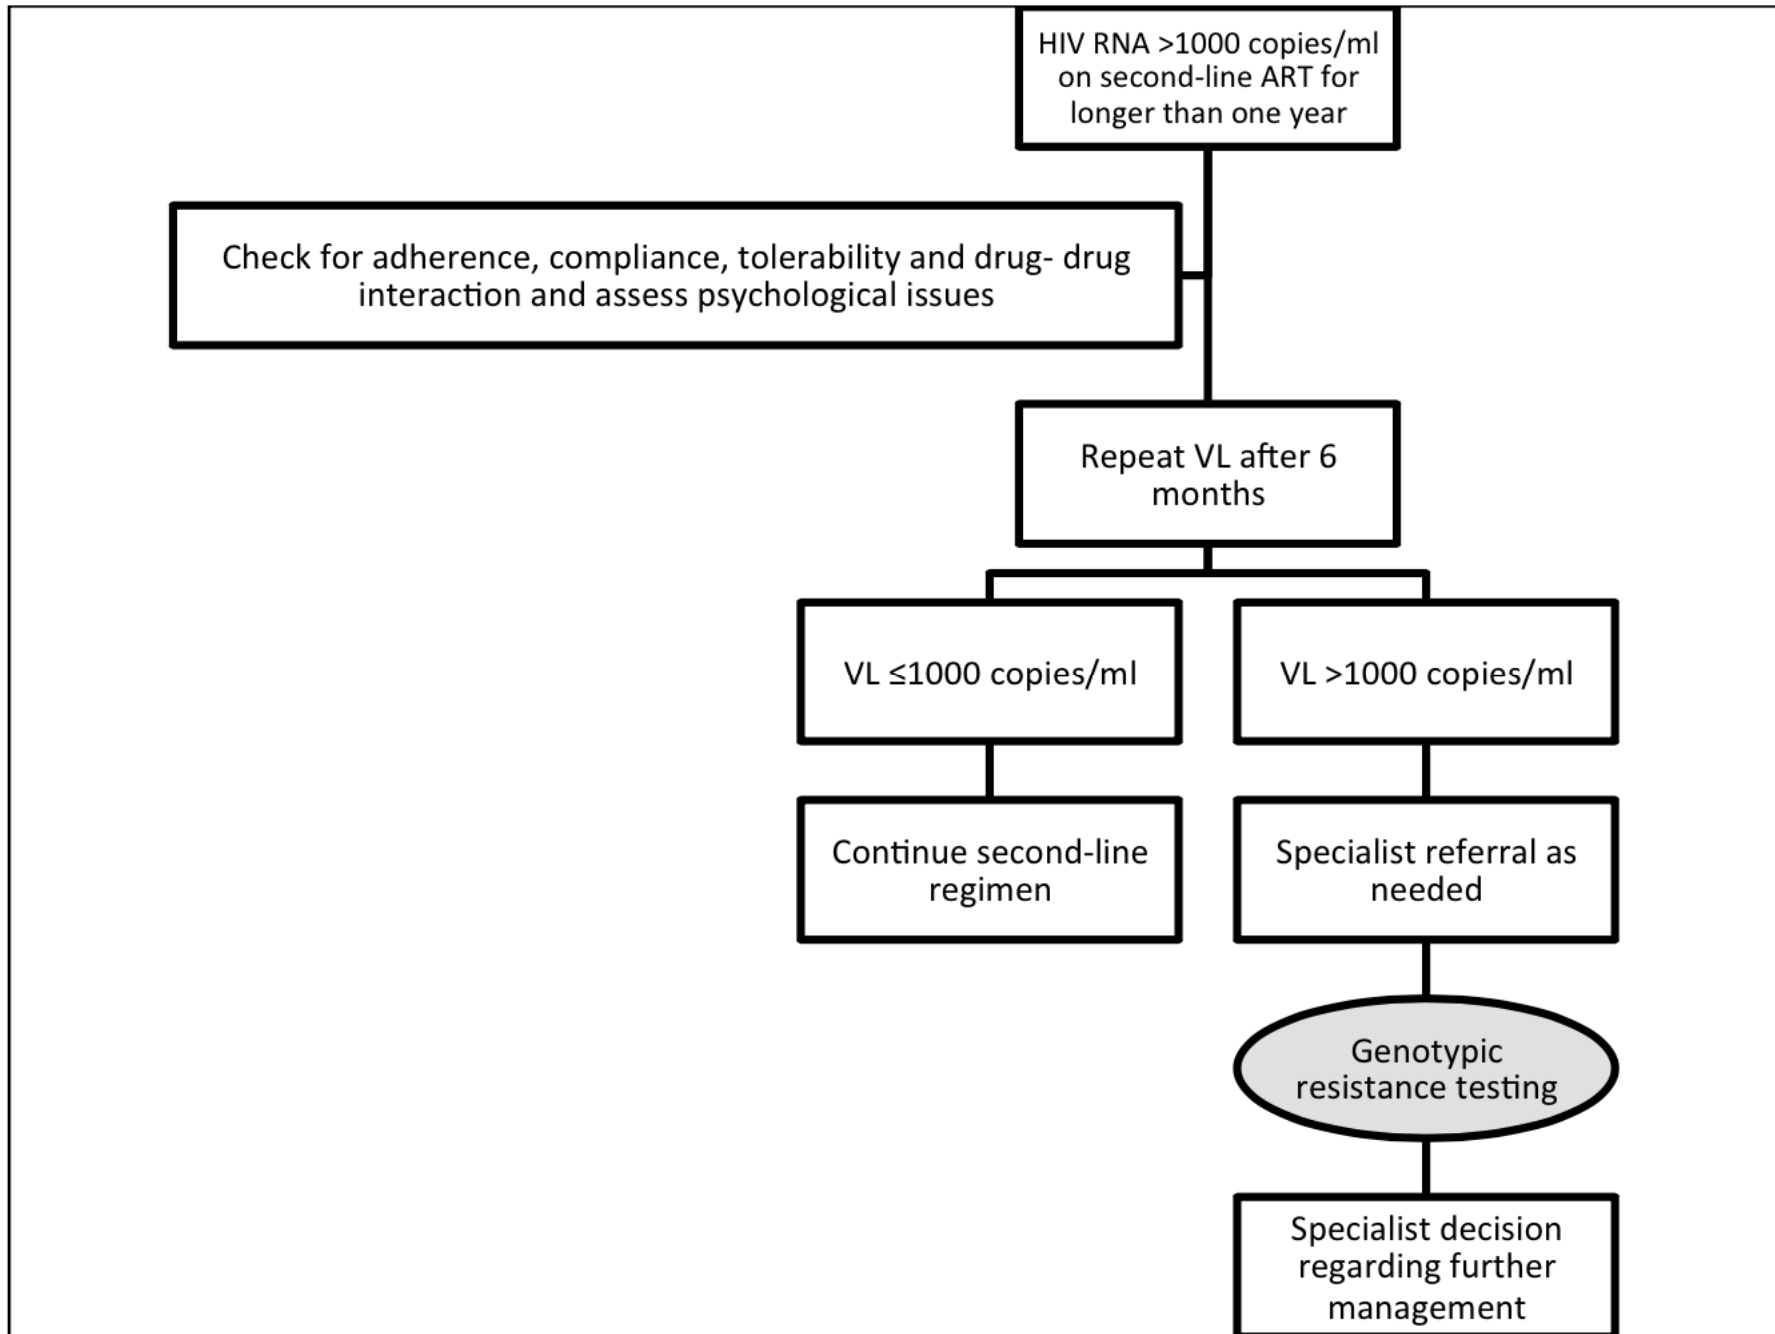 HIV RNA >1000 copies/ml
on second-line ART for
longer than one year
Check for adherence, compliance, tolerability and drug- drug
interaction and assess psychological issues
Repeat VL after 6
months
VL ≤1000 copies/ml
VL >1000 copies/ml
Continue second-line
regimen
Specialist referral as
needed
Genotypic
resistance testing
Specialist decision
regarding further
management